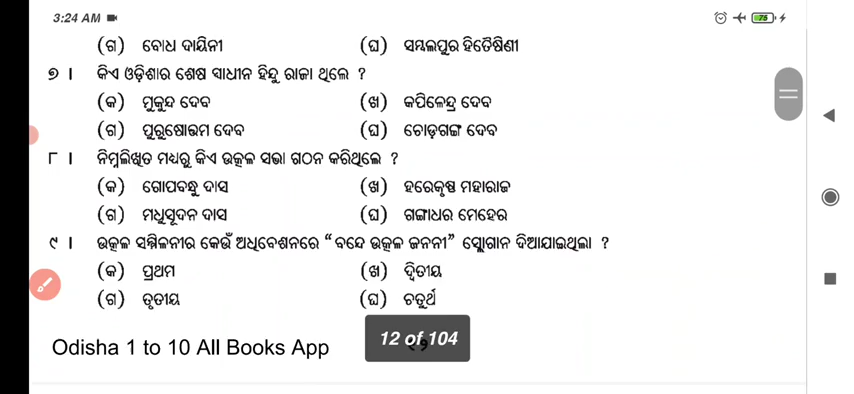 3:24 AM
75
(ଗ) ବୋଧ ଦାୟିନୀ (ଘ) ସମ୍ବଲପୁର ହିତୈଷିଣୀ
୭ । କିଏ ଓଡ଼ିଶାର ଶେଷ ସ୍ଵାଧୀନ ହିନ୍ଦୁ ରାଜା ଥିଲେ ?
(କ) ମୁକୁନ୍ଦ ଦେବ (ଖ) କପିଳେନ୍ଦ୍ର ଦେବ
(ଗ) ପୁରୁଷୋତ୍ତମ ଦେବ (ଘ) ଚୋଡ଼ଗଙ୍ଗ ଦେବ
୮ । ନିମ୍ନଲିଖିତ ମଧ୍ୟରୁ କିଏ ଉତ୍କଳ ସଭା ଗଠନ କରିଥିଲେ ?
(କ) ଗୋପବନ୍ଧୁ ଦାସ (ଖ) ହରେକୃଷ୍ଣ ମହାରାଜ
(ଗ) ମଧୁସୂଦନ ଦାସ (ଘ) ଗଙ୍ଗାଧର ମେହେର
୯ । ଉତ୍କଳ ସମ୍ମିଳନୀର କେଉଁ ଅଧିବେଶନରେ “ବନ୍ଦେ ଉତ୍କଳ ଜନନୀ” ସ୍ଲୋଗାନ ଦିଆଯାଇଥିଲା ?
(କ) ପ୍ରଥମ (ଖ) ଦ୍ୱିତୀୟ
(ଗ) ତୃତୀୟ (ଘ) ଚତୁର୍ଥ
12 of 104
Odisha 1 to 10 All Books App